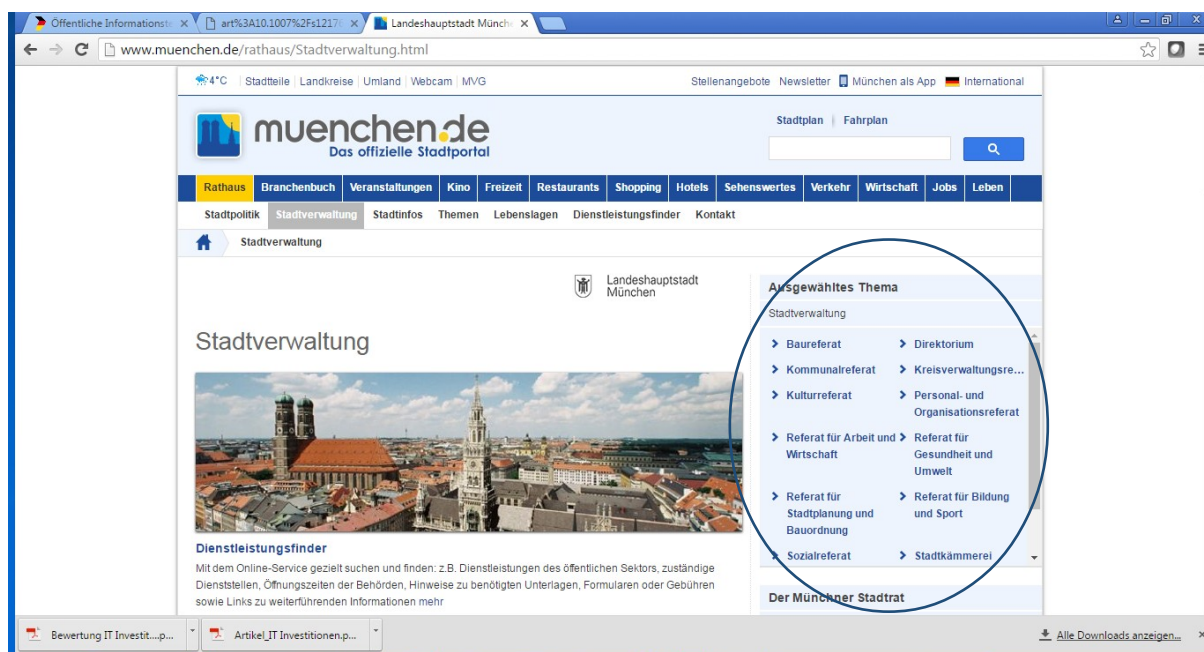 Öffentliche Informationste
art%3A10.1007%2Fs1217
Landeshauptstadt Münch
www.muenchen.de/rathaus/Stadtverwaltung.html
4°C Stadtteile Landkreise Umland Webcam MVG Stellenangebote Newsletter München als App International
muenchen.de
Das offizielle Stadtportal
Stadtplan Fahrplan
Rathaus Branchenbuch Veranstaltungen Kino Freizeit Restaurants Shopping Hotels Sehenswertes Verkehr Wirtschaft Jobs Leben
Stadtpolitik Stadtverwaltung Stadtinfos Themen Lebenslagen Dienstleistungsfinder Kontakt
Stadtverwaltung
Landeshauptstadt
München
Stadtverwaltung
Dienstleistungsfinder
Mit dem Online-Service gezielt suchen und finden: z.B. Dienstleistungen des öffentlichen Sektors, zuständige
Dienststellen, Öffnungszeiten der Behörden, Hinweise zu benötigten Unterlagen, Formularen oder Gebühren
sowie Links zu weiterführenden Informationen mehr
Ausgewähltes Thema
Stadtverwaltung
Baureferat
Direktorium
Kommunalreferat
Kreisverwaltungsre...
Kulturreferat
Personal- und
Organisationsreferat
Referat für Arbeit und
Wirtschaft
Referat für
Gesundheit und
Umwelt
Referat für
Stadtplanung und
Bauordnung
Referat für Bildung
und Sport
Sozialreferat
Stadtkämmerei
Der Münchner Stadtrat
Bewertung IT Investit....p...
Artikel_IT Investitionen.p...
Alle Downloads anzeigen...